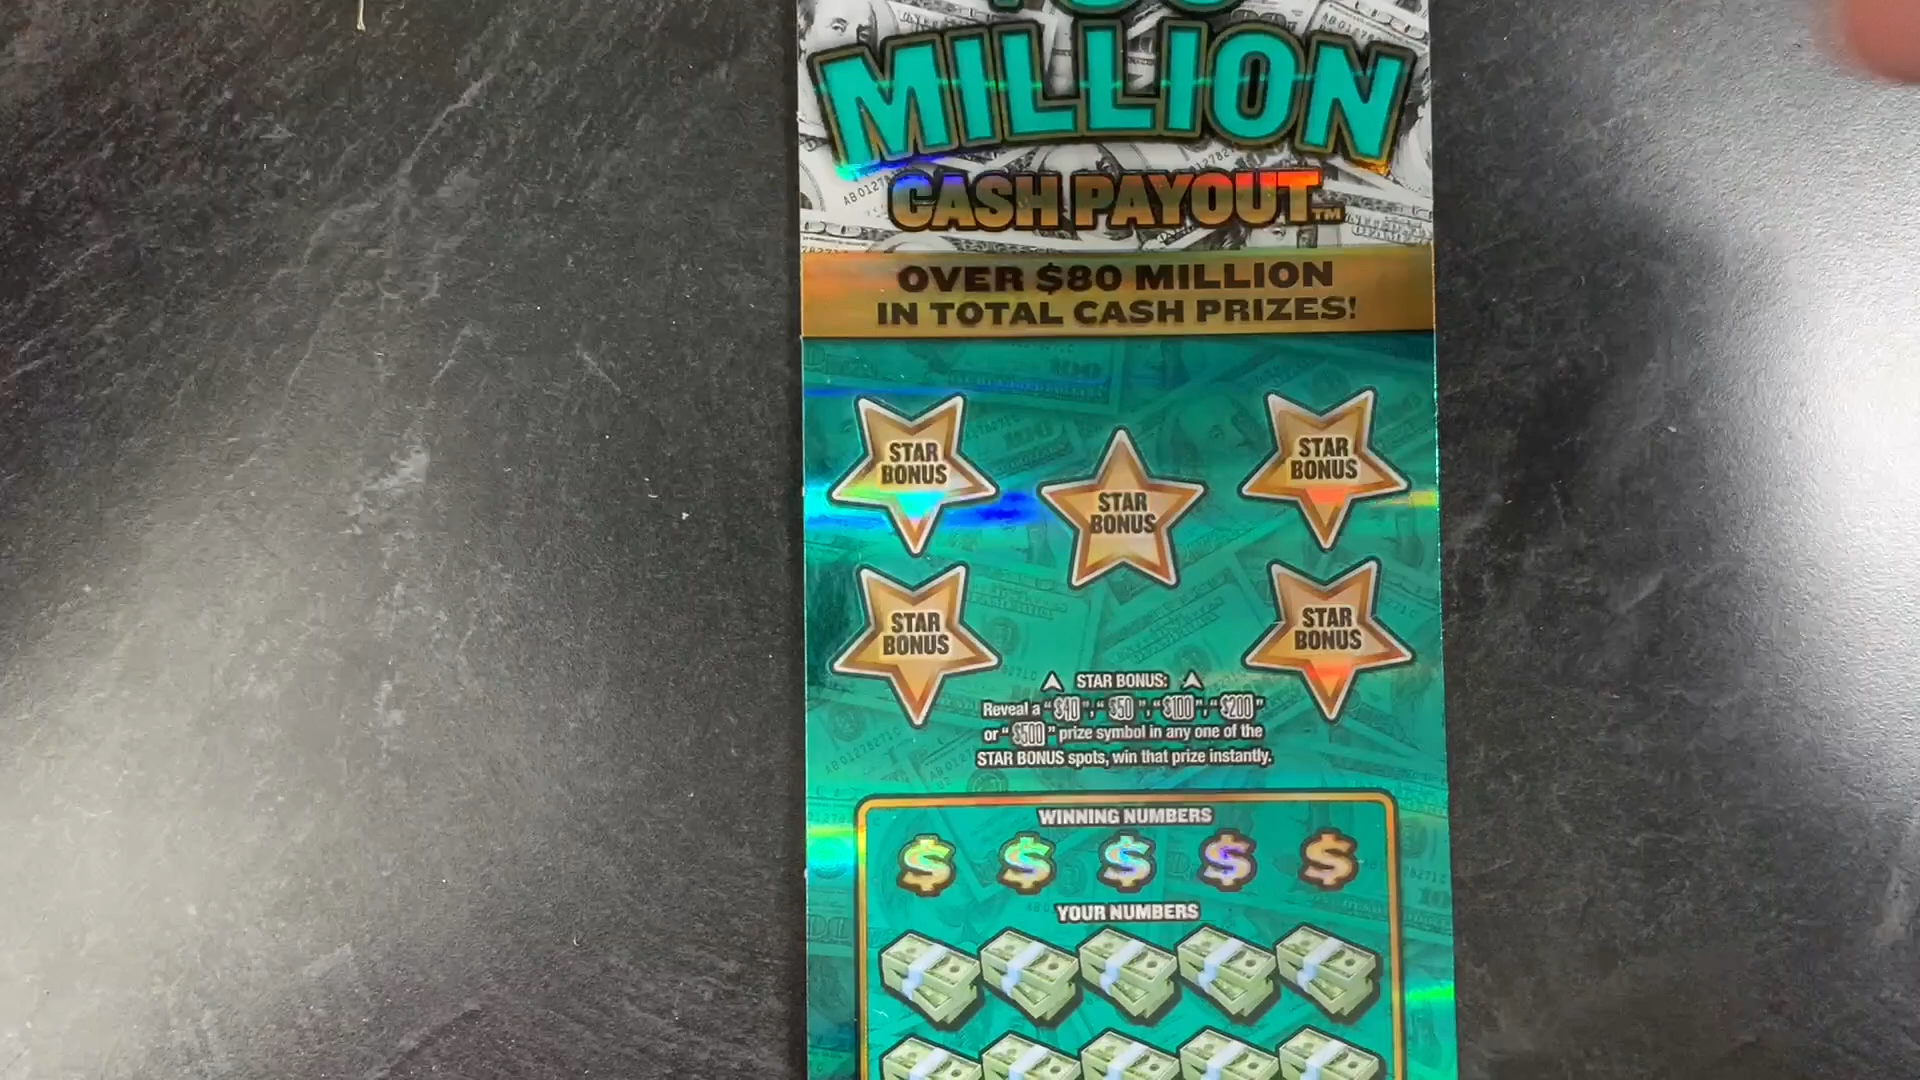 MILLION
CASH PAYOUT™
OVER $80 MILLION
IN TOTAL CASH PRIZES!
STAR
BONUS
STAR
BONUS
STAR
BONUS
STAR
BONUS
STAR
BONUS
STAR BONUS:
Reveal a "$40", "$50", "$100", "$200"
or "$500" prize symbol in any one of the
STAR BONUS spots, win that prize instantly.
WINNING NUMBERS
$ $ $ $ $
YOUR NUMBERS